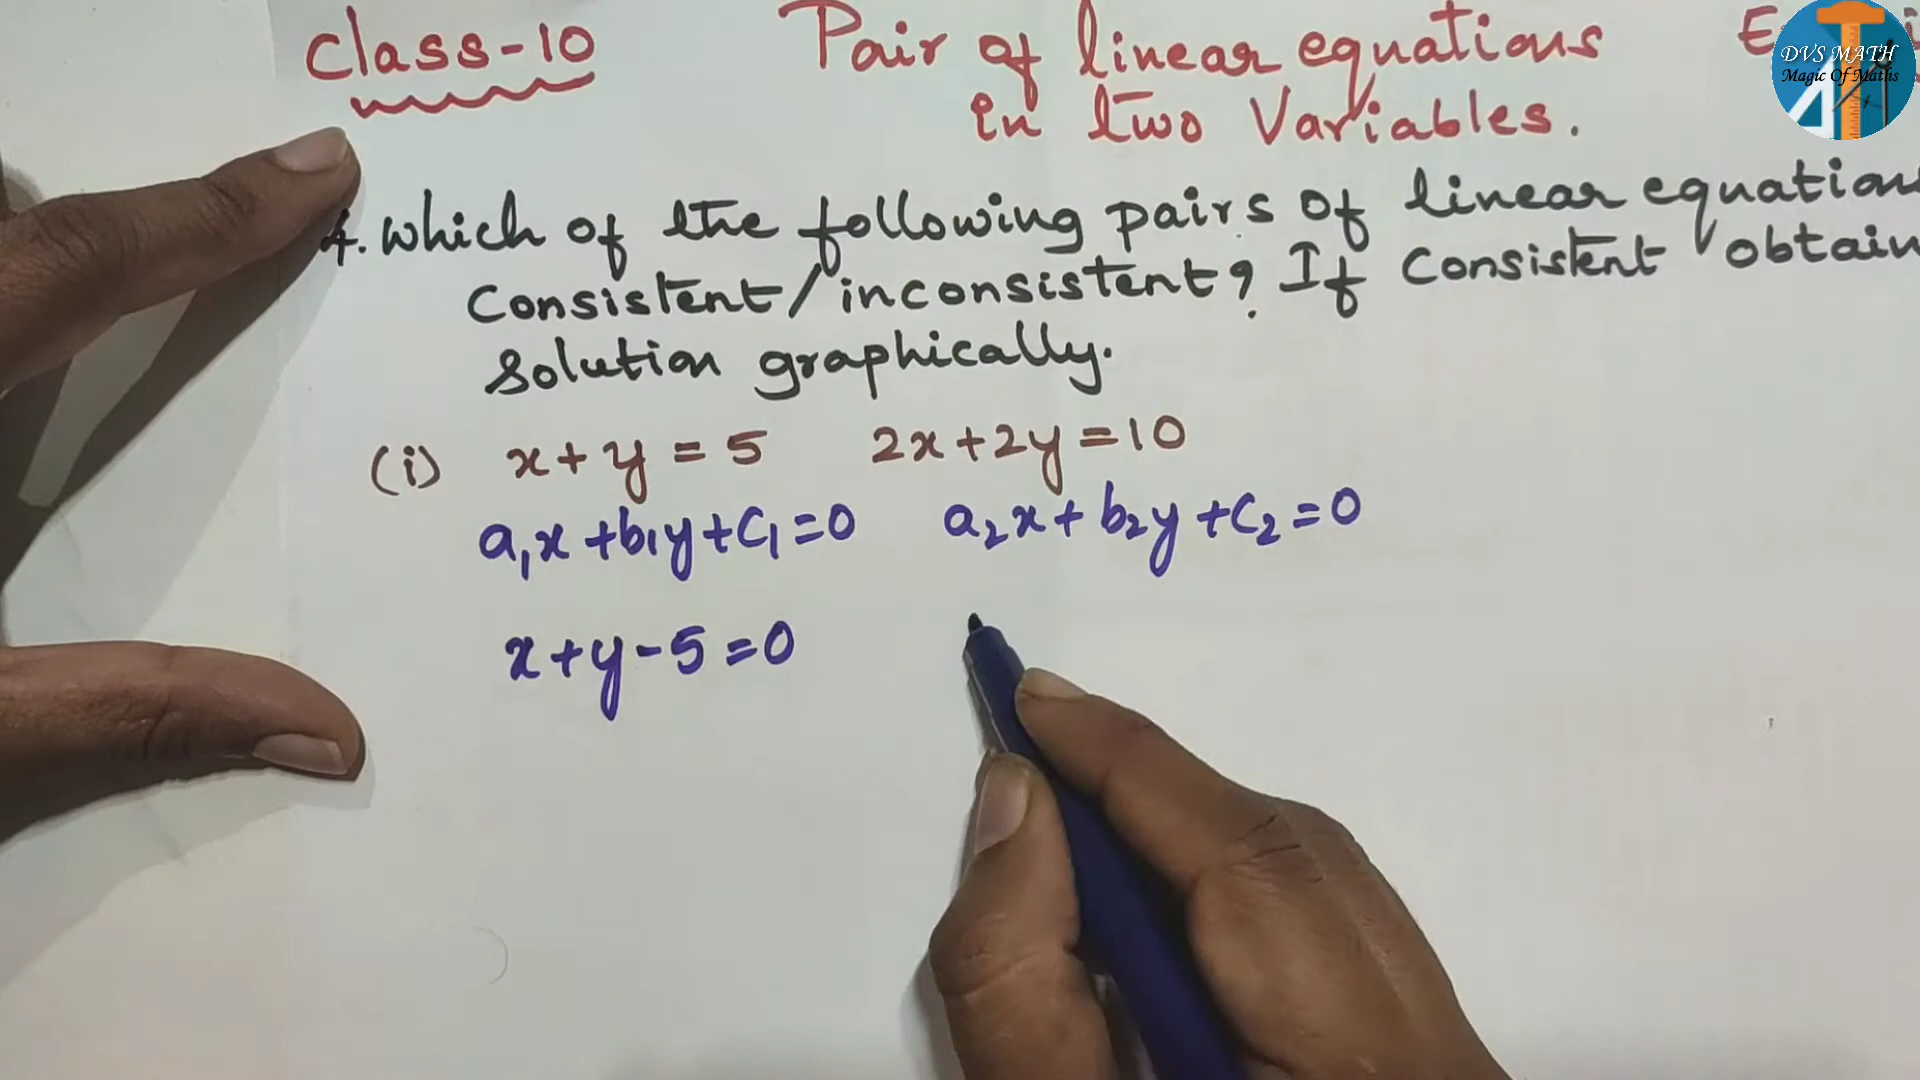 Class-10
Pair of linear equations
in two Variables.
DVS MATH
Magic Of Maths
4. Which of the following pairs of linear equations
Consistent/inconsistent? If Consistent obtain
Solution graphically.
(i) x+y=5 2x+2y=10
a₁x+b₁y+C₁=0 a₂x+b₂y+C₂=0
x+y-5=0